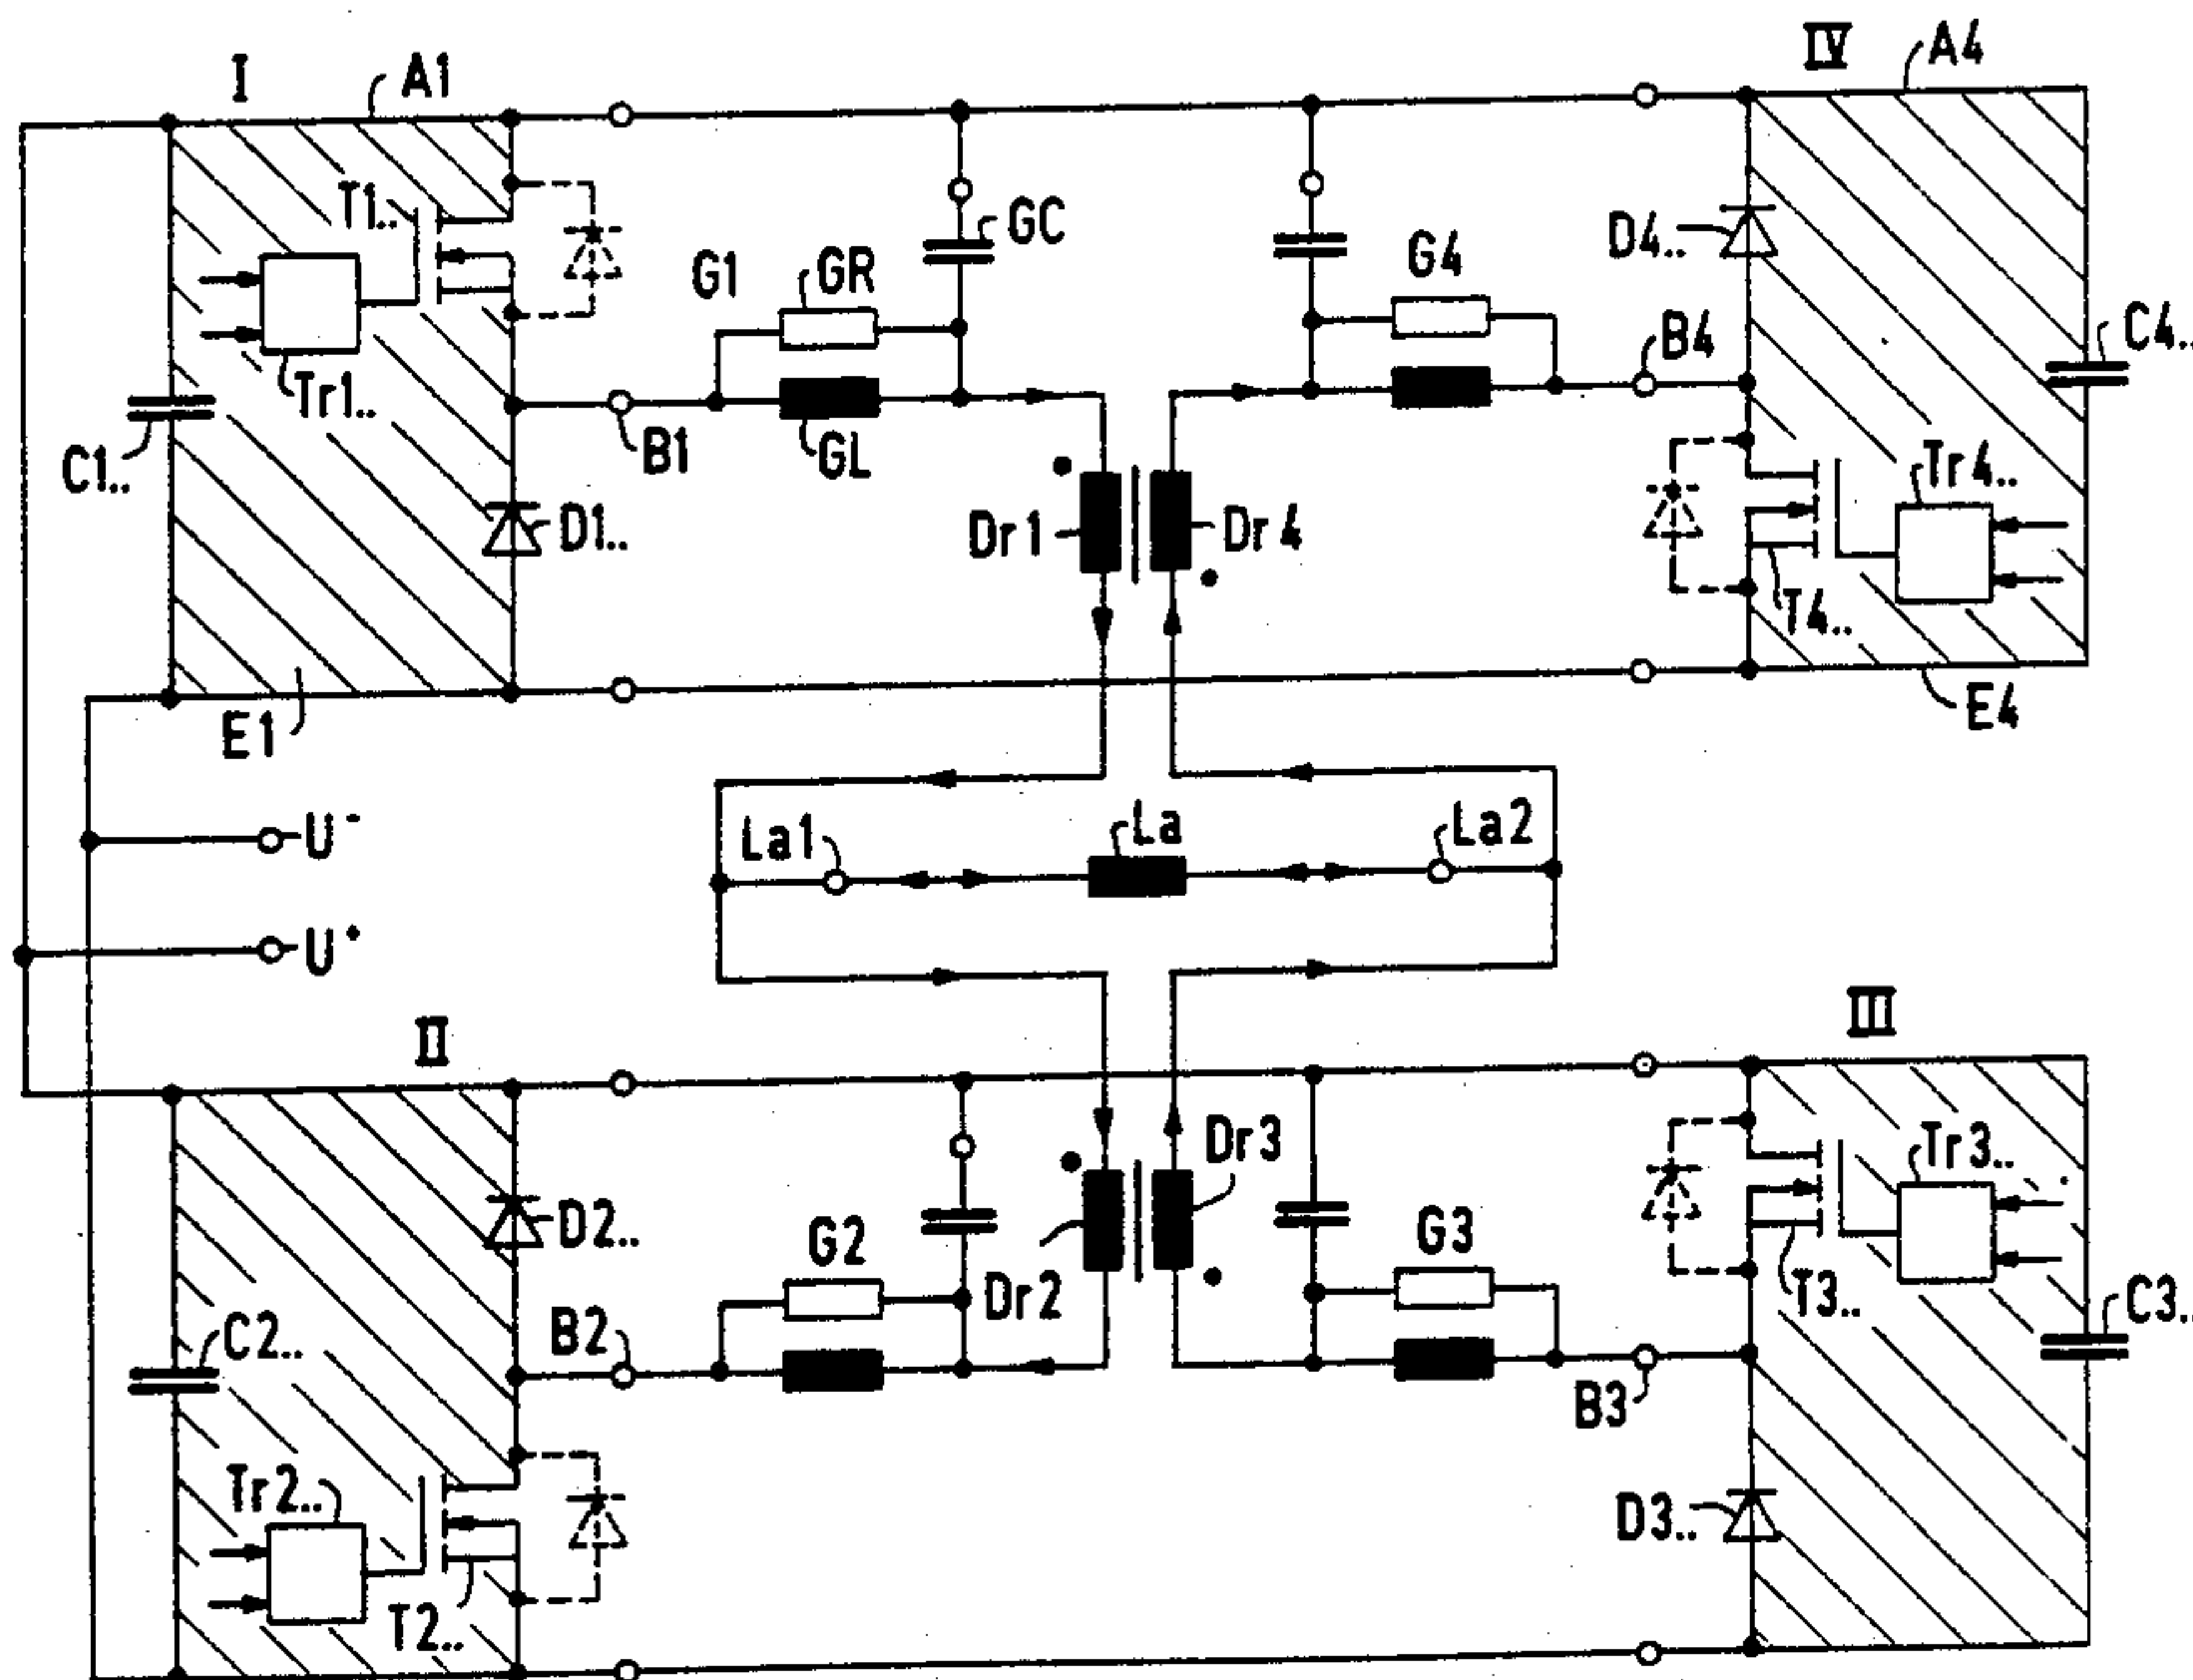 I
A1
IV
A4
T1..
GC
G1
GR
G4
D4..
B4
C4..
Tr1..
C1..
B1
GL
D1..
Dr1
Dr4
Tr4..
T4..
E1
E4
U-
La1
La
La2
U+
II
III
D2..
Dr3
Tr3..
G2
Dr2
G3
T3..
C2..
B2
C3..
B3
Tr2..
D3..
T2..